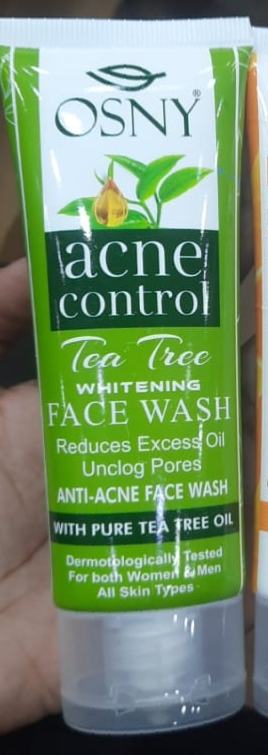 OSNY®
acne
control
Tea Tree
WHITENING
FACE WASH
Reduces Excess Oil
Unclog Pores
ANTI-ACNE FACE WASH
WITH PURE TEA TREE OIL
Dermotologically Tested
For both Women & Men
All Skin Types